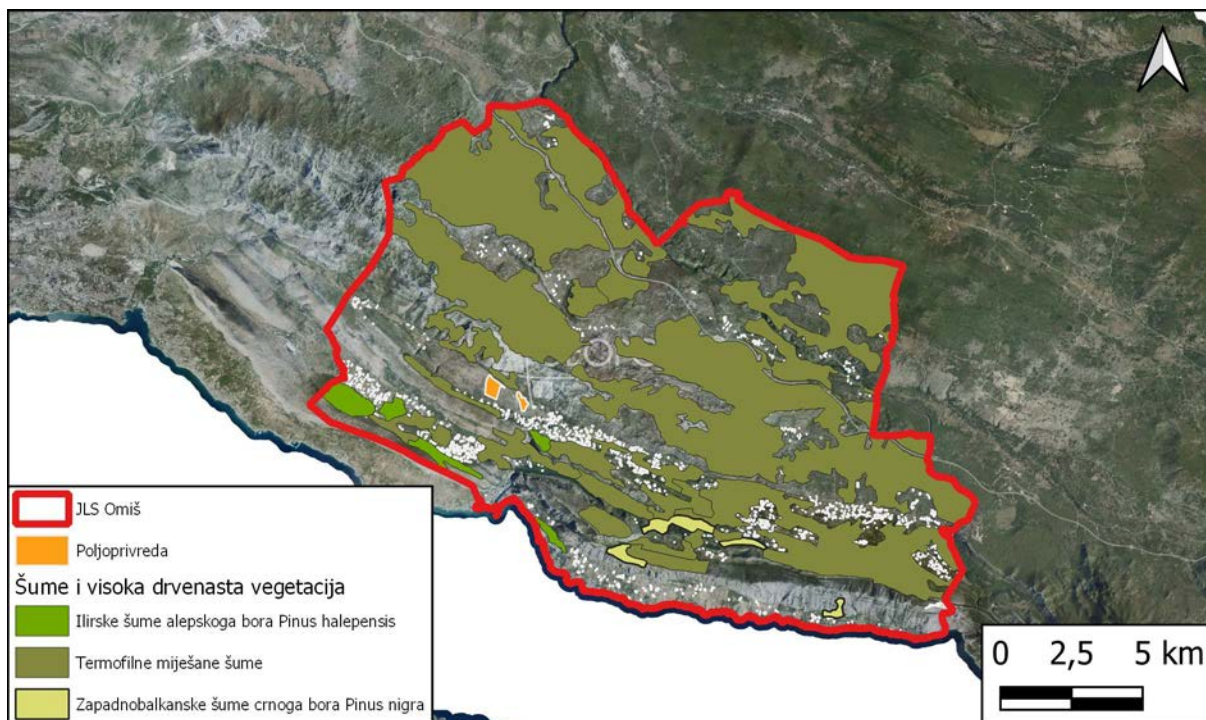 JLS Omiš
Poljoprivreda
Šume i visoka drvenasta vegetacija
Ilirske šume alepskoga bora Pinus halepensis
Termofilne miješane šume
Zapadnobalkanske šume crnoga bora Pinus nigra
0 2,5 5 km